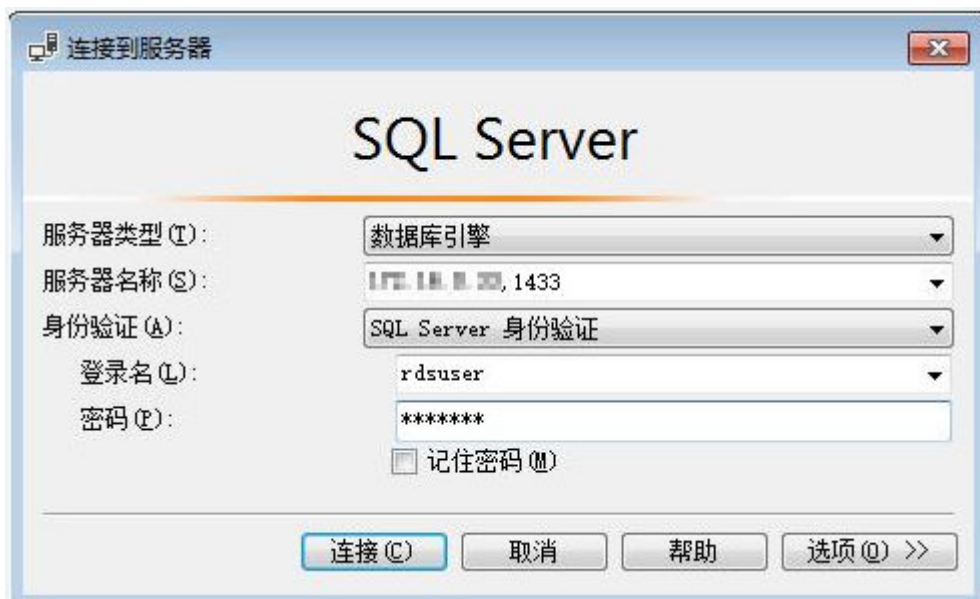 连接到服务器
SQL Server
服务器类型(T): 数据库引擎
服务器名称(S): ,1433
身份验证(A): SQL Server 身份验证
登录名(L): rdsuser
密码(P): *******
记住密码(M)
连接(C) 取消 帮助 选项(O) >>